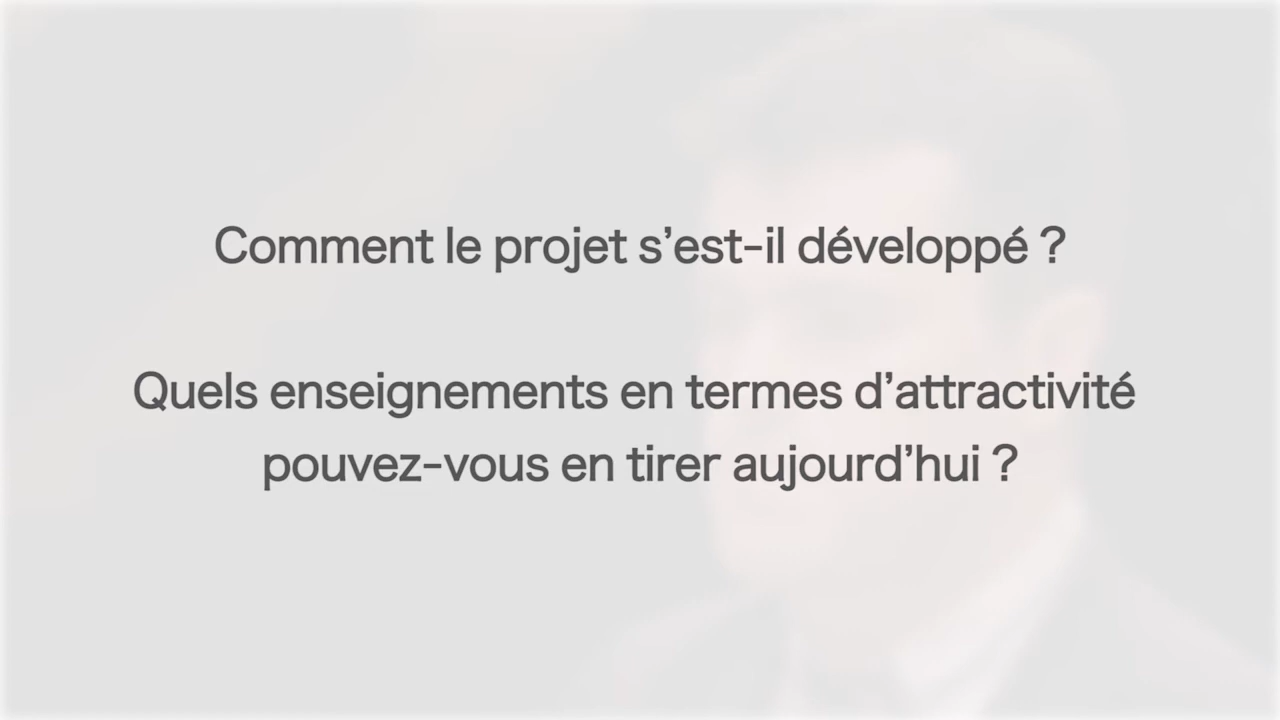 Comment le projet s’est-il développé ?
Quels enseignements en termes d’attractivité
pouvez-vous en tirer aujourd’hui ?